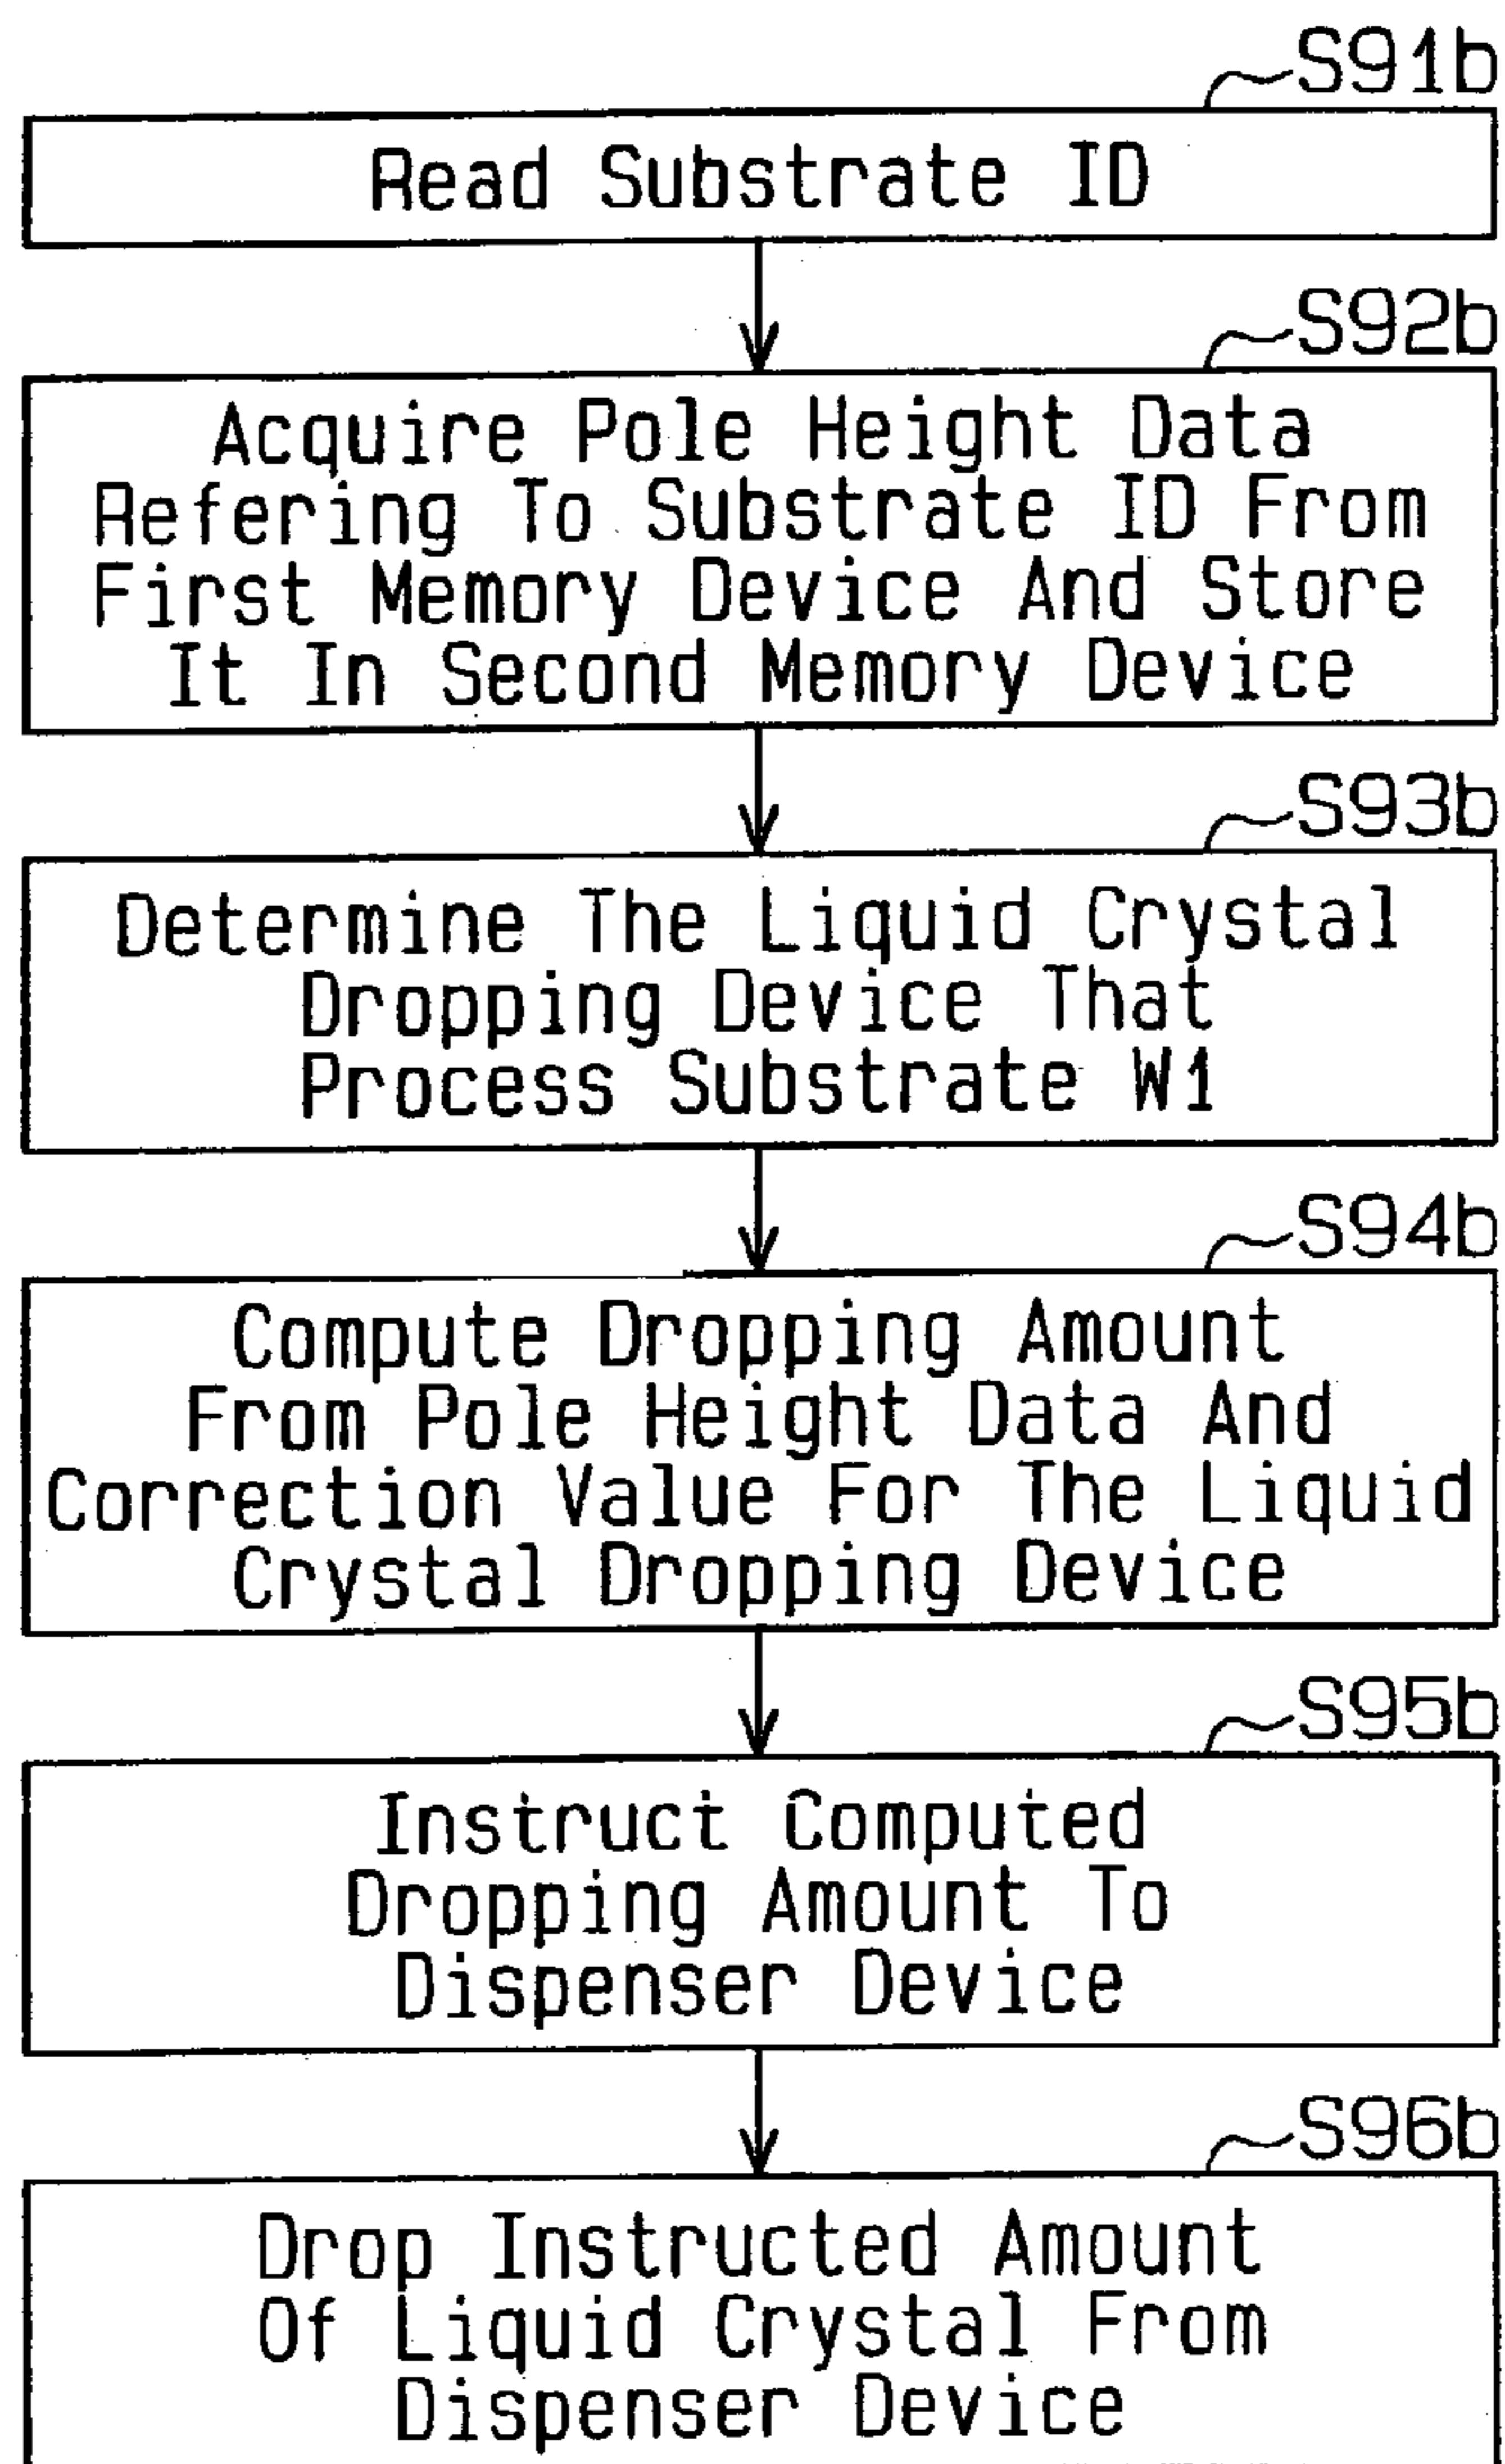 S91b
Read Substrate ID
S92b
Acquire Pole Height Data
Refering To Substrate ID From
First Memory Device And Store
It In Second Memory Device
S93b
Determine The Liquid Crystal
Dropping Device That
Process Substrate W1
S94b
Compute Dropping Amount
From Pole Height Data And
Correction Value For The Liquid
Crystal Dropping Device
S95b
Instruct Computed
Dropping Amount To
Dispenser Device
S96b
Drop Instructed Amount
Of Liquid Crystal From
Dispenser Device